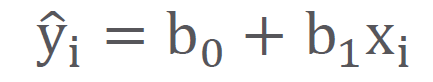 ŷᵢ = b₀ + b₁xᵢ